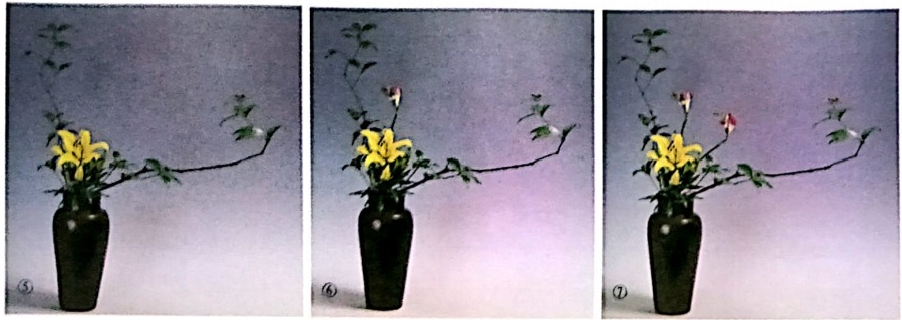 ⑤
⑥
⑦